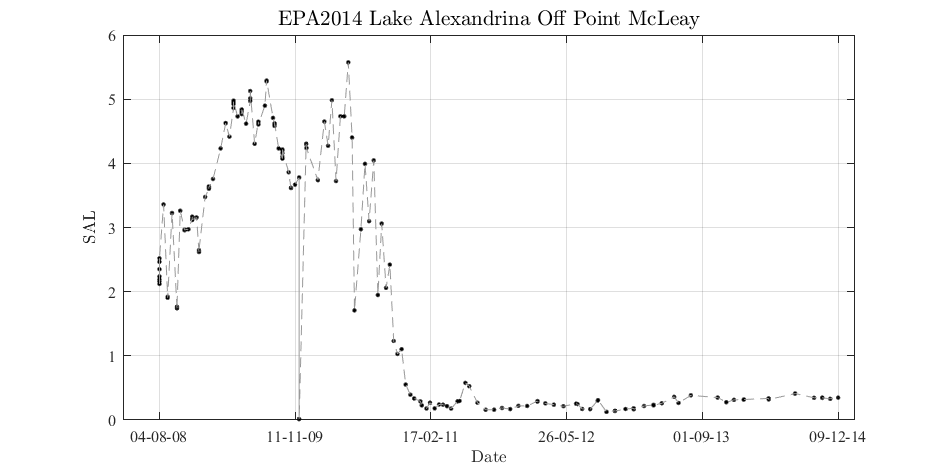 EPA2014 Lake Alexandrina Off Point McLeay
6
5
4
3
2
1
0
SAL
04-08-08 11-11-09 17-02-11 26-05-12 01-09-13 09-12-14
Date